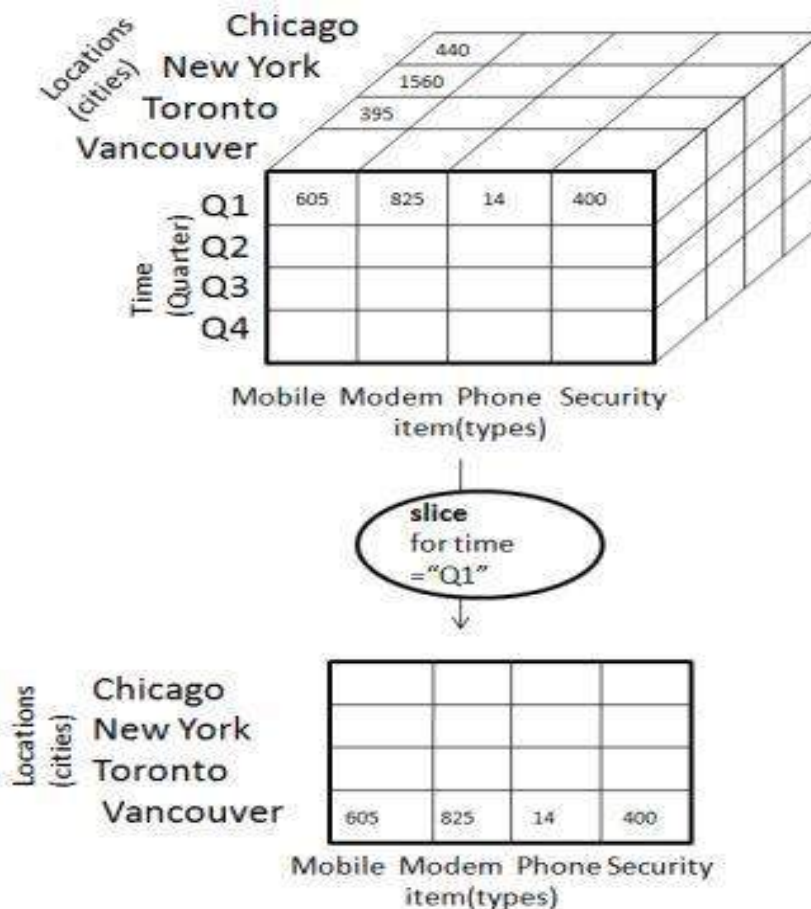 Locations
(cities)
Chicago
New York
Toronto
Vancouver
440
1560
395
Time
(Quarter)
Q1
Q2
Q3
Q4
605 825 14 400
Mobile Modem Phone Security
item(types)
slice
for time
="Q1"
Locations
(cities)
Chicago
New York
Toronto
Vancouver
605 825 14 400
Mobile Modem Phone Security
item(types)